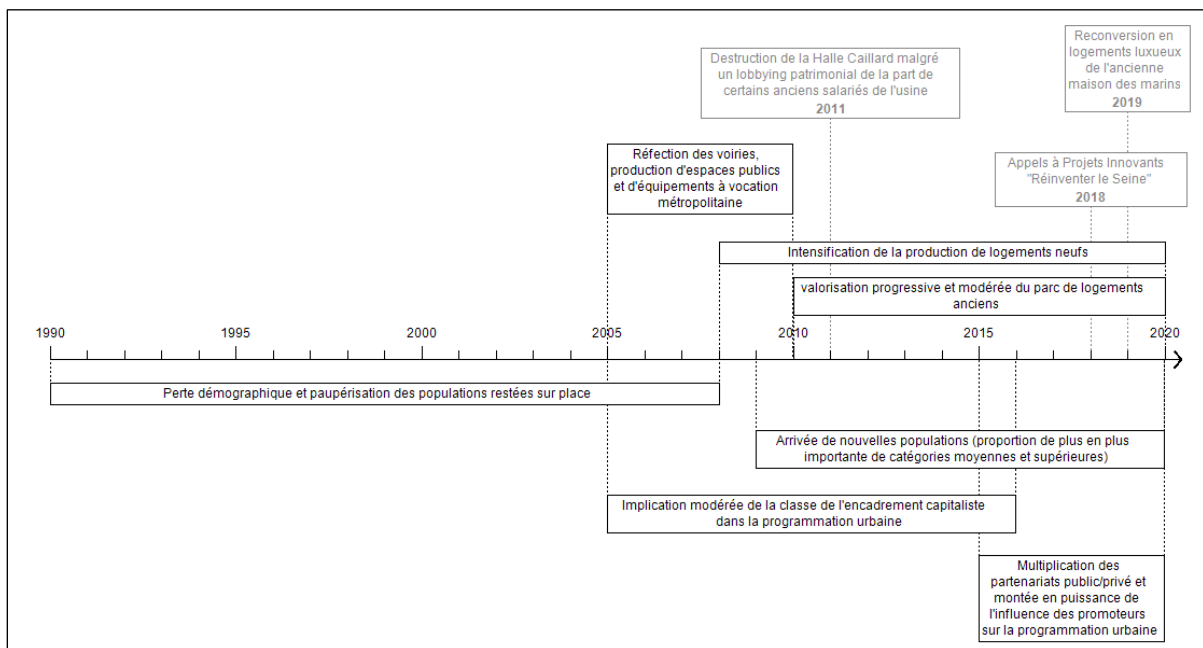 Reconversion en
logements luxueux
de l'ancienne
maison des marins
2019
Destruction de la Halle Caillard malgré
un lobbying patrimonial de la part de
certains anciens salariés de l'usine
2011
Réfection des voiries,
production d'espaces publics
et d'équipements à vocation
métropolitaine
Appels à Projets Innovants
"Réinventer le Seine"
2018
Intensification de la production de logements neufs
valorisation progressive et modérée du parc de logements
anciens
1990 1995 2000 2005 2010 2015 2020
Perte démographique et paupérisation des populations restées sur place
Arrivée de nouvelles populations (proportion de plus en plus
importante de catégories moyennes et supérieures)
Implication modérée de la classe de l'encadrement capitaliste
dans la programmation urbaine
Multiplication des
partenariats public/privé et
montée en puissance de
l'influence des promoteurs
sur la programmation urbaine